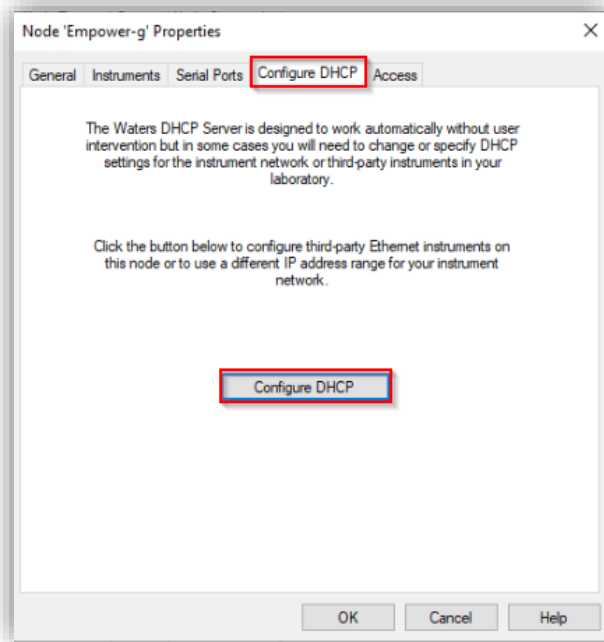 Node 'Empower-g' Properties
General Instruments Serial Ports Configure DHCP Access
The Waters DHCP Server is designed to work automatically without user
intervention but in some cases you will need to change or specify DHCP
settings for the instrument network or third-party instruments in your
laboratory.
Click the button below to configure third-party Ethernet instruments on
this node or to use a different IP address range for your instrument
network.
Configure DHCP
OK Cancel Help